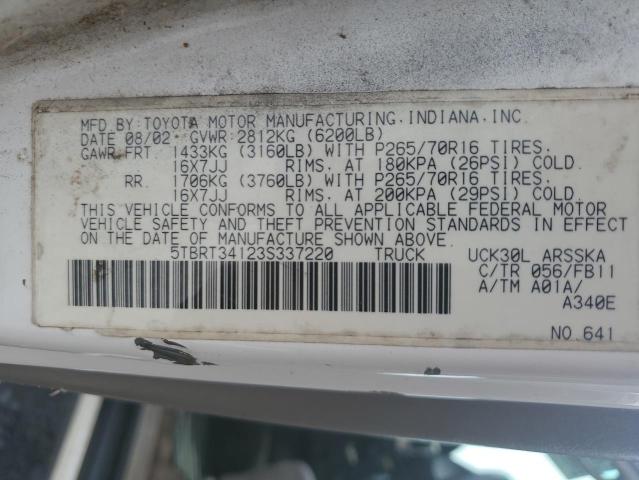 MFD.BY:TOYOTA MOTOR MANUFACTURING.INDIANA.INC.
DATE 08/02 GVWR:2812KG (6200LB)
GAWR:FRT. 1433KG (3160LB) WITH P265/70R16 TIRES.
16X7JJ RIMS. AT 180KPA (26PSI) COLD.
RR. 1706KG (3760LB) WITH P265/70R16 TIRES.
16X7JJ RIMS. AT 200KPA (29PSI) COLD.
THIS VEHICLE CONFORMS TO ALL APPLICABLE FEDERAL MOTOR
VEHICLE SAFETY AND THEFT PREVENTION STANDARDS IN EFFECT
ON THE DATE OF MANUFACTURE SHOWN ABOVE.
5TBRT34123S337220 TRUCK UCK30L ARSSKA
C/TR 056/FB11
A/TM A01A/
A340E
NO.641